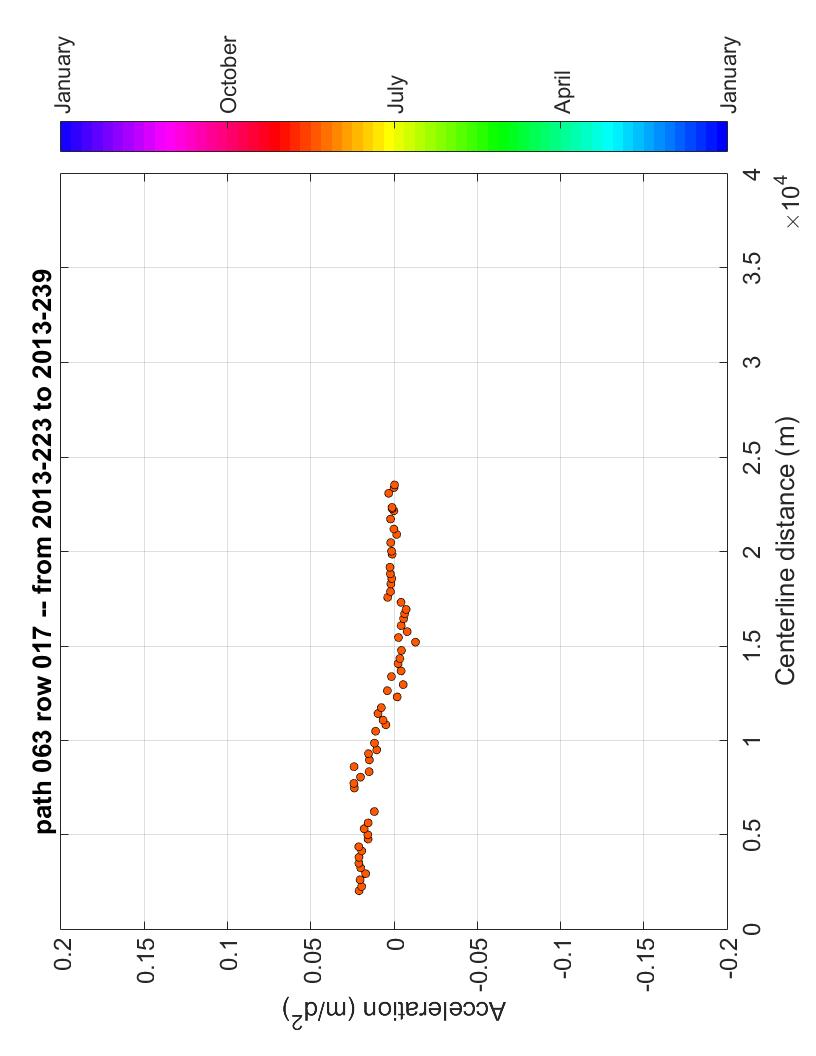 path 063 row 017 -- from 2013-223 to 2013-239
0.2
0.15
0.1
0.05
0
-0.05
-0.1
-0.15
-0.2
Acceleration (m/d²)
0
0.5
1
1.5
2
2.5
3
3.5
4
×10⁴
Centerline distance (m)
January
October
July
April
January